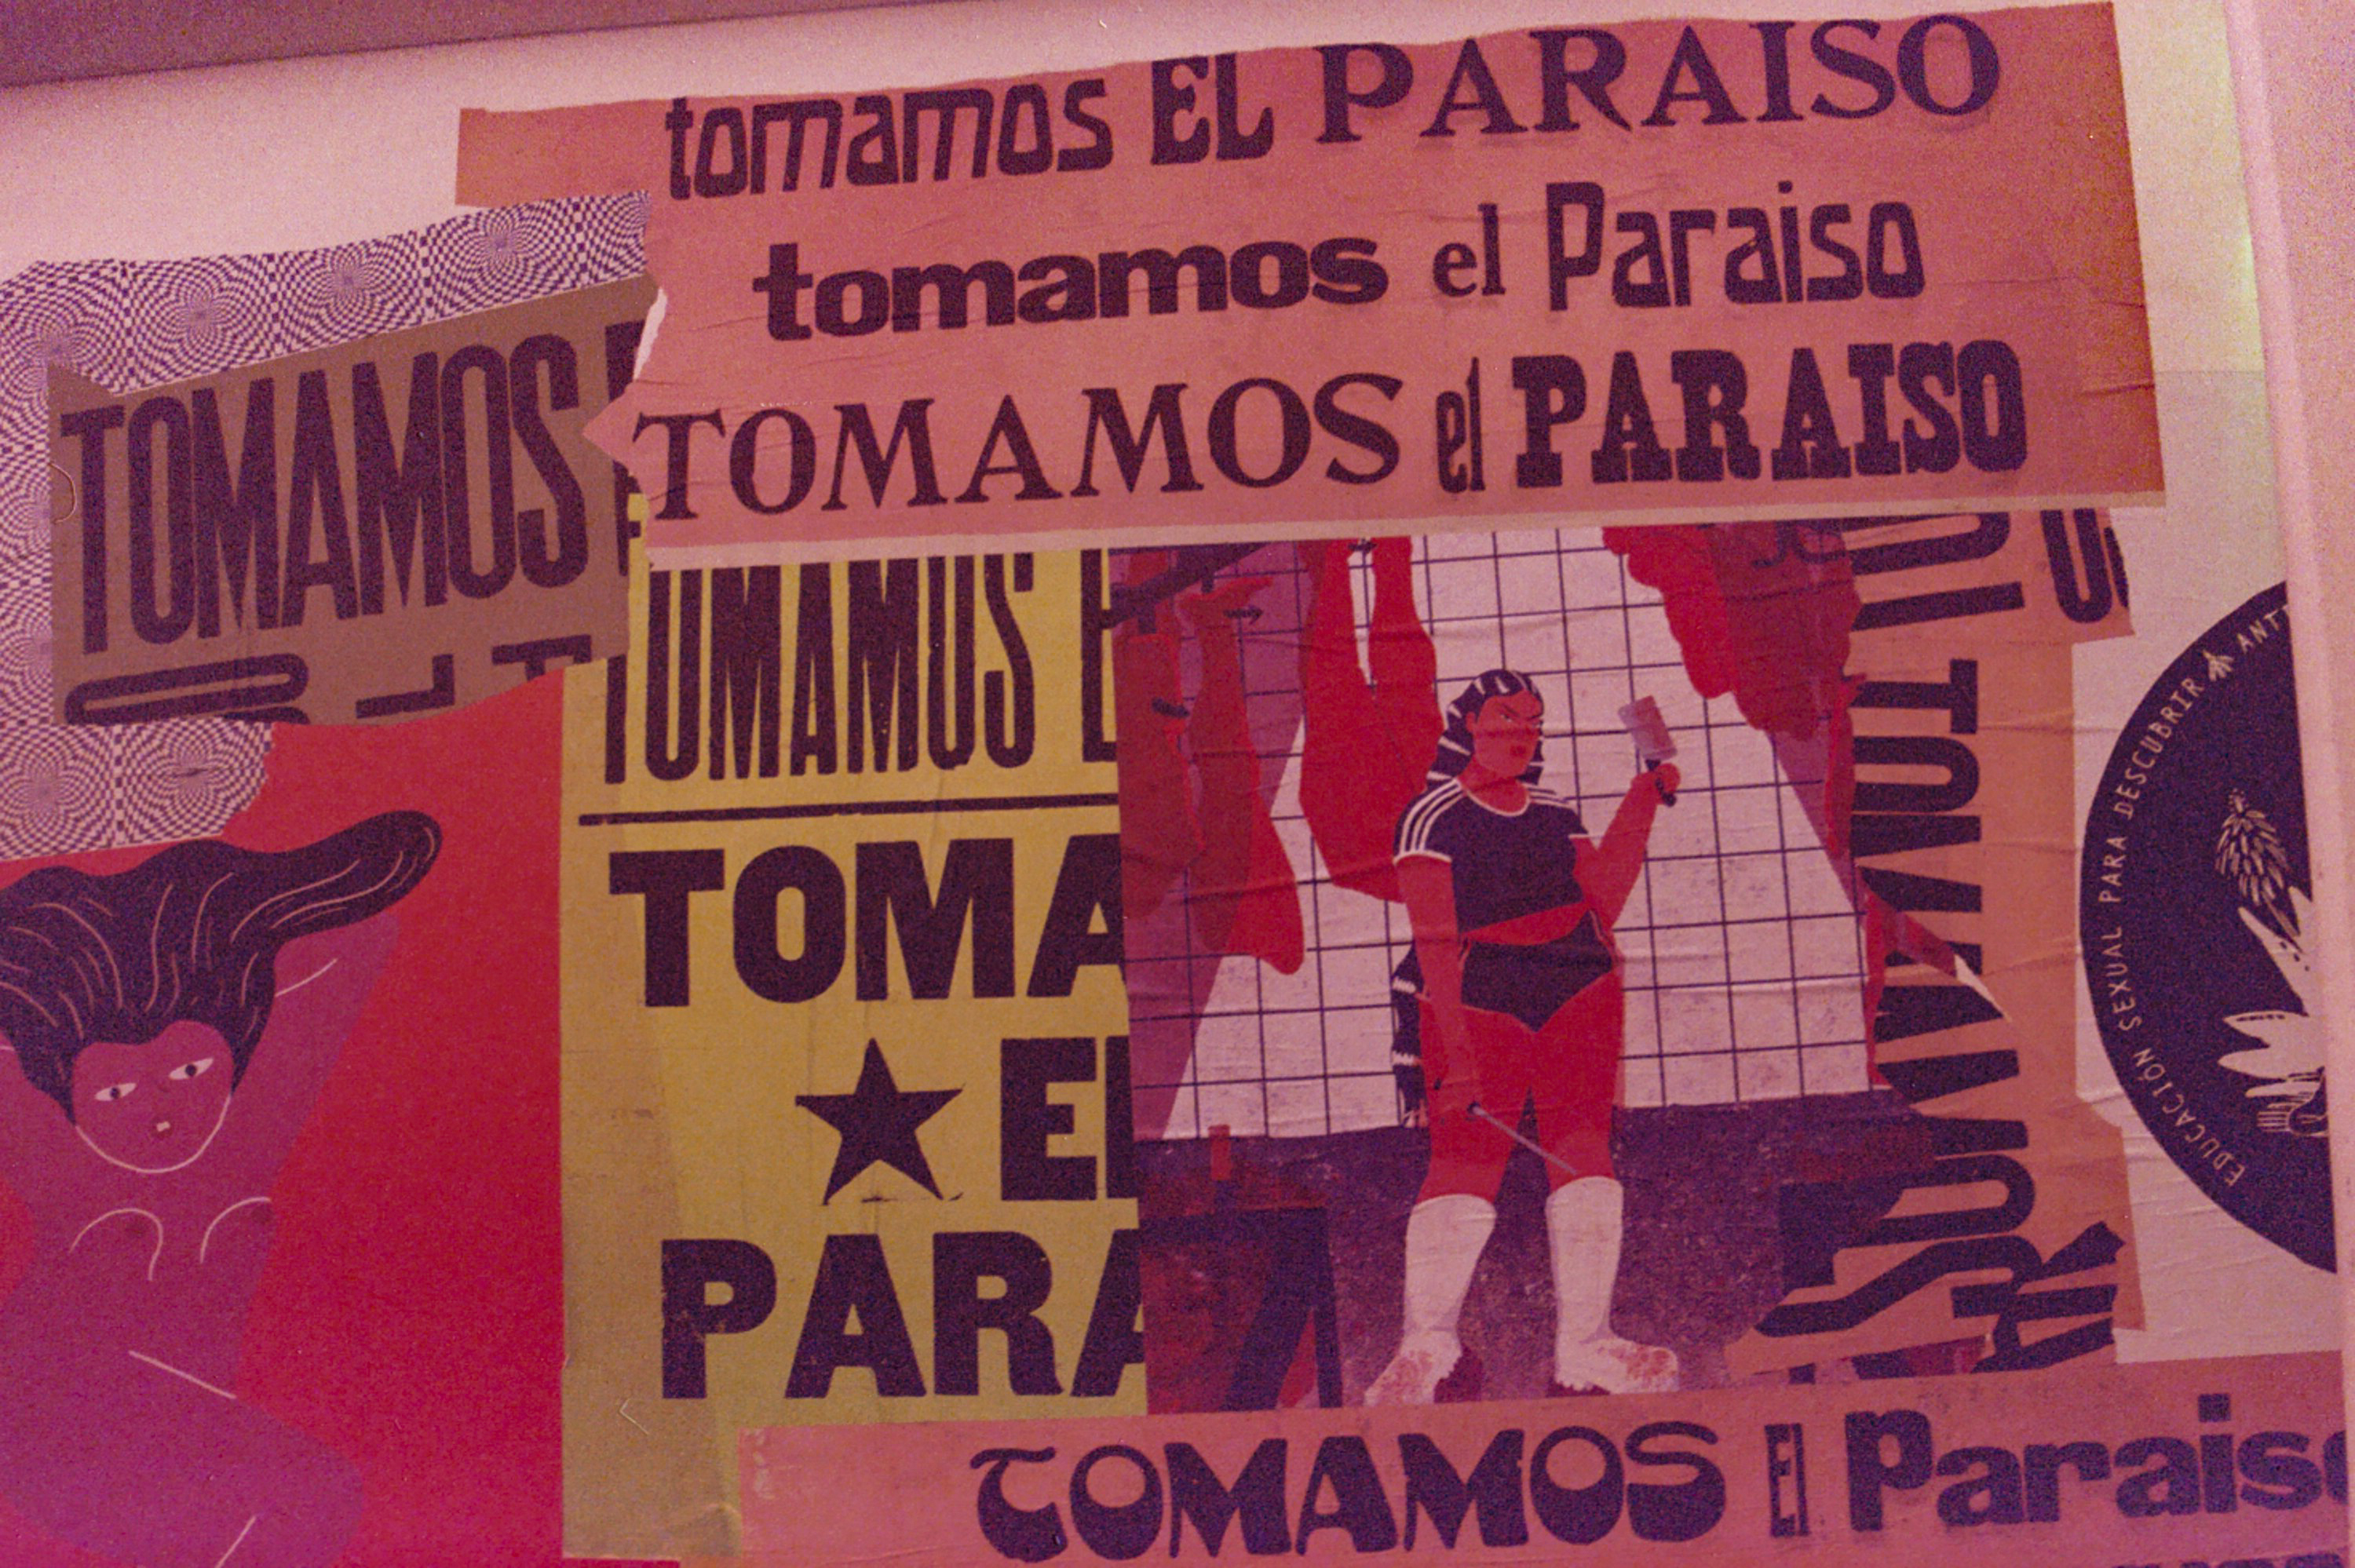 tomamos EL PARAISO
tomamos el Paraiso
TOMAMOS el PARAISO
TOMAMOS
TOMAMOS E
TOMA
★ El
PARA
TOMAMOS
EDUCACIÓN SEXUAL PARA DESCUBRIR
ANT
TOMAMOS El Paraiso